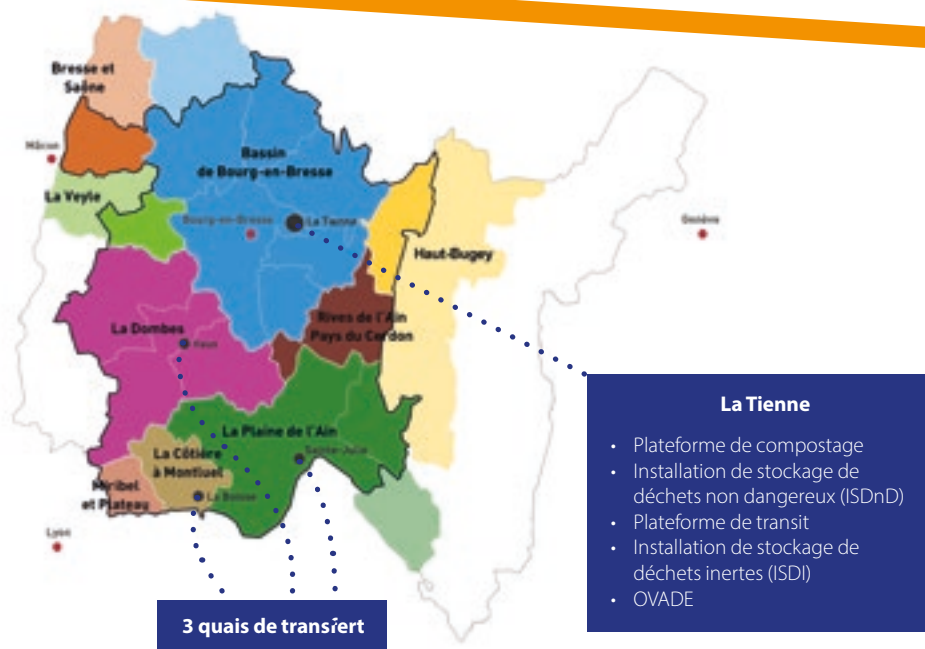 Bresse et
Saône
Mâcon
Bassin
de Bourg-en-Bresse
La Veyle
Bourg-en-Bresse
La Tienne
Genève
Haut-Bugey
Rives de l'Ain
Pays du Cerdon
La Dombes
La Plaine de l'Ain
Sainte-Julie
La Côtière
à Montluel
Miribel
et Plateau
La Boisse
Lyon
3 quais de transfert
La Tienne
• Plateforme de compostage
• Installation de stockage de
déchets non dangereux (ISDnD)
• Plateforme de transit
• Installation de stockage de
déchets inertes (ISDI)
• OVADE